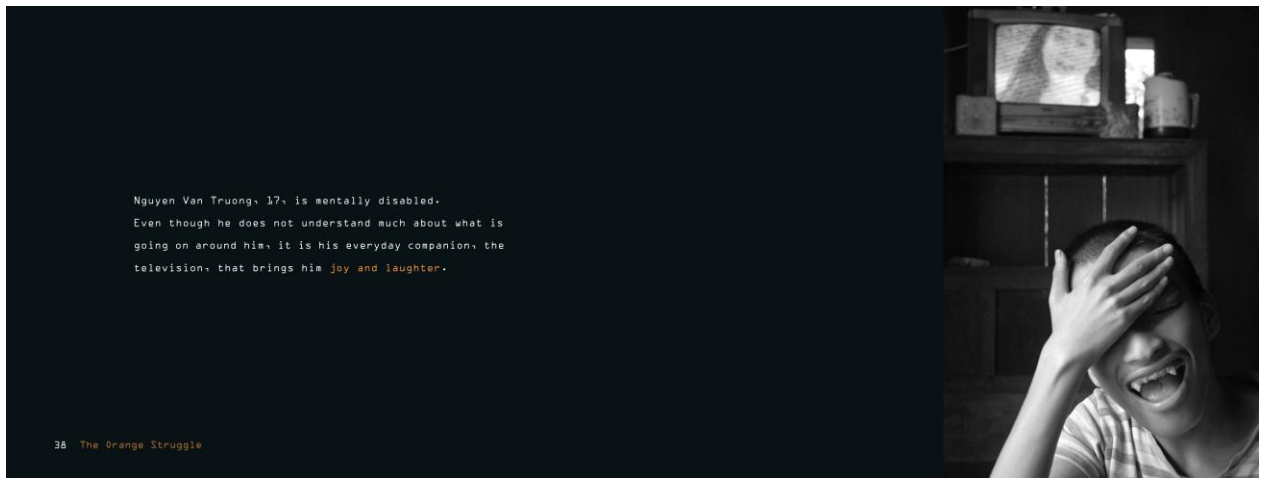 Nguyen Van Truong, 17, is mentally disabled.
Even though he does not understand much about what is
going on around him, it is his everyday companion, the
television, that brings him joy and laughter.
38 The Orange Struggle